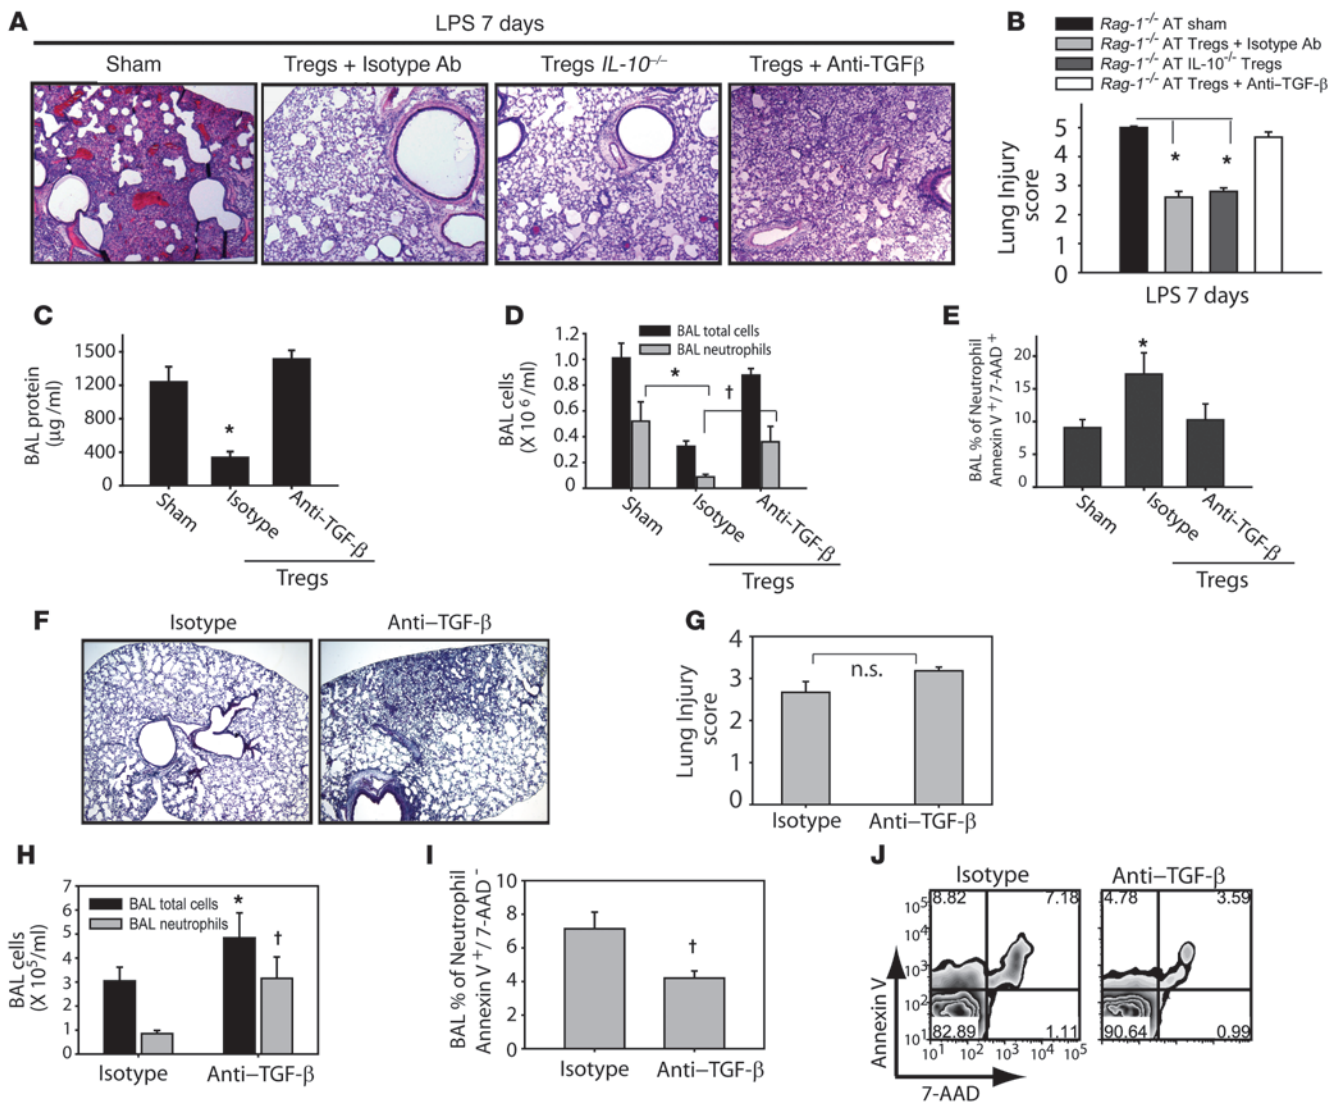 A
LPS 7 days
Sham
Tregs + Isotype Ab
Tregs IL-10–/–
Tregs + Anti-TGFβ
B
Rag-1-/- AT sham
Rag-1-/- AT Tregs + Isotype Ab
Rag-1-/- AT IL-10-/- Tregs
Rag-1-/- AT Tregs + Anti–TGF-β
Lung Injury
score
5
4
3
2
1
0
*
*
LPS 7 days
C
BAL protein
(µg /ml)
1500
1200
800
400
0
*
Sham
Isotype
Anti-TGF-β
Tregs
D
BAL total cells
BAL neutrophils
BAL cells
(X 10 6 /ml)
1.2
1.0
0.8
0.6
0.4
0.2
0
*
†
Sham
Isotype
Anti-TGF-β
Tregs
E
BAL % of Neutrophil
Annexin V +/ 7-AAD +
20
15
10
5
0
*
Sham
Isotype
Anti-TGF-β
Tregs
F
Isotype
Anti–TGF-β
G
Lung Injury
score
4
3
2
1
0
n.s.
Isotype
Anti–TGF-β
H
BAL total cells
BAL neutrophils
BAL cells
(X 105/ml)
7
6
5
4
3
2
1
0
*
†
Isotype
Anti–TGF-β
I
BAL % of Neutrophil
Annexin V +/ 7-AAD -
10
8
6
4
2
0
†
Isotype
Anti–TGF-β
J
Isotype
Anti–TGF-β
8.82
7.18
82.89
1.11
4.78
3.59
90.64
0.99
105
104
103
102
101
101
102
103
104
105
Annexin V
7-AAD